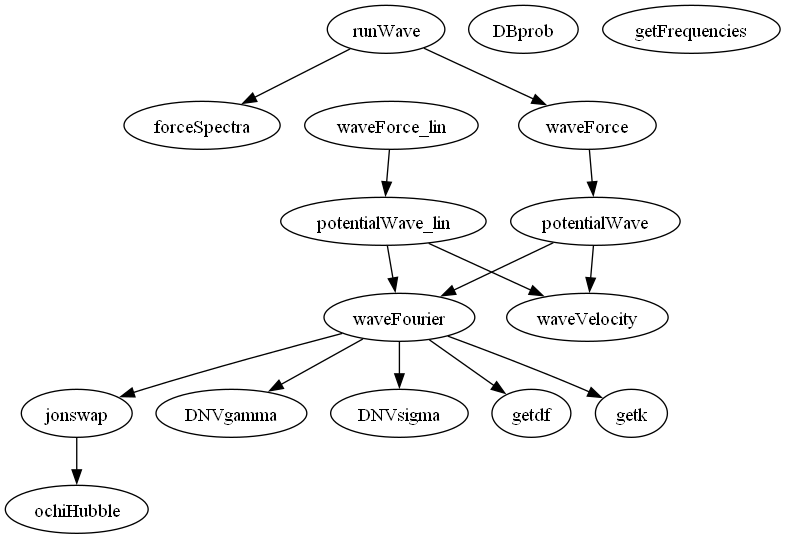 runWave
DBprob
getFrequencies
forceSpectra
waveForce_lin
waveForce
potentialWave_lin
potentialWave
waveFourier
waveVelocity
jonswap
DNVgamma
DNVsigma
getdf
getk
ochiHubble